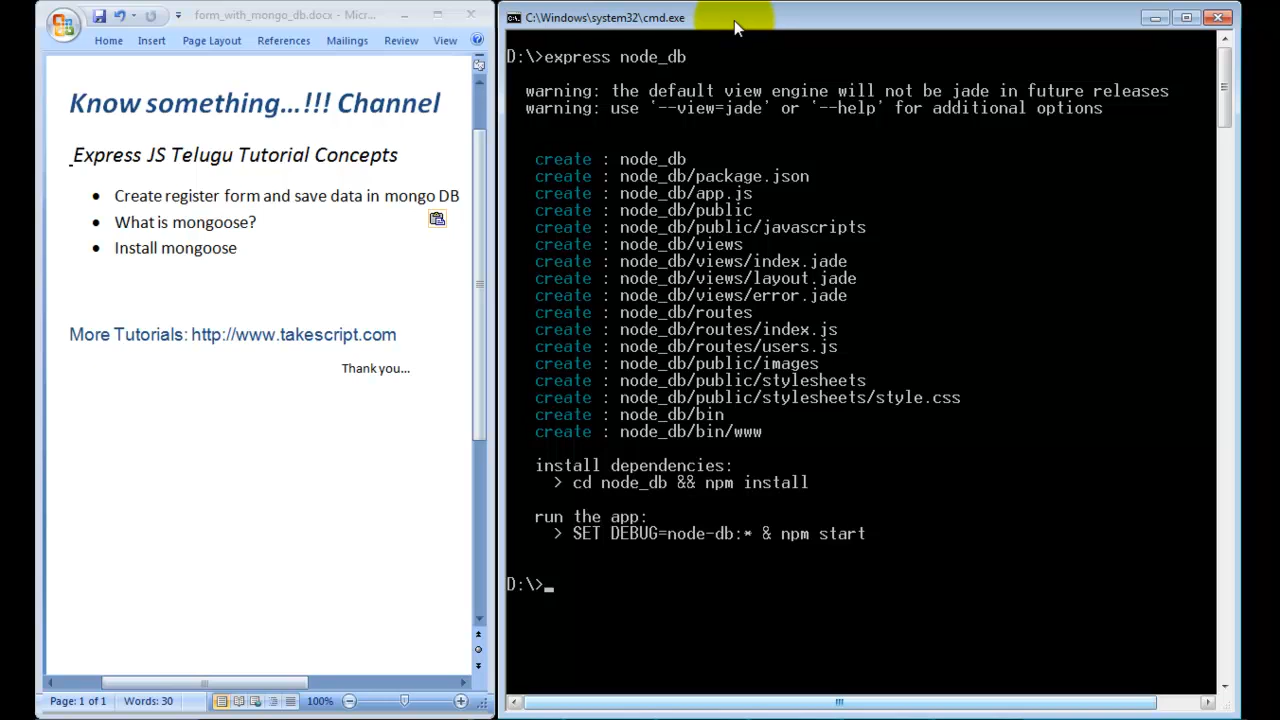 form_with_mongo_db.docx - Micr...
Home Insert Page Layout References Mailings Review View
Know something...!!! Channel
Express JS Telugu Tutorial Concepts
• Create register form and save data in mongo DB
• What is mongoose?
• Install mongoose
More Tutorials: http://www.takescript.com
Thank you...
Page: 1 of 1 Words: 30 100%
C:\Windows\system32\cmd.exe
D:\>express node_db
warning: the default view engine will not be jade in future releases
warning: use `--view=jade' or `--help' for additional options
create : node_db
create : node_db/package.json
create : node_db/app.js
create : node_db/public
create : node_db/public/javascripts
create : node_db/views
create : node_db/views/index.jade
create : node_db/views/layout.jade
create : node_db/views/error.jade
create : node_db/routes
create : node_db/routes/index.js
create : node_db/routes/users.js
create : node_db/public/images
create : node_db/public/stylesheets
create : node_db/public/stylesheets/style.css
create : node_db/bin
create : node_db/bin/www
install dependencies:
> cd node_db && npm install
run the app:
> SET DEBUG=node-db:* & npm start
D:\>_